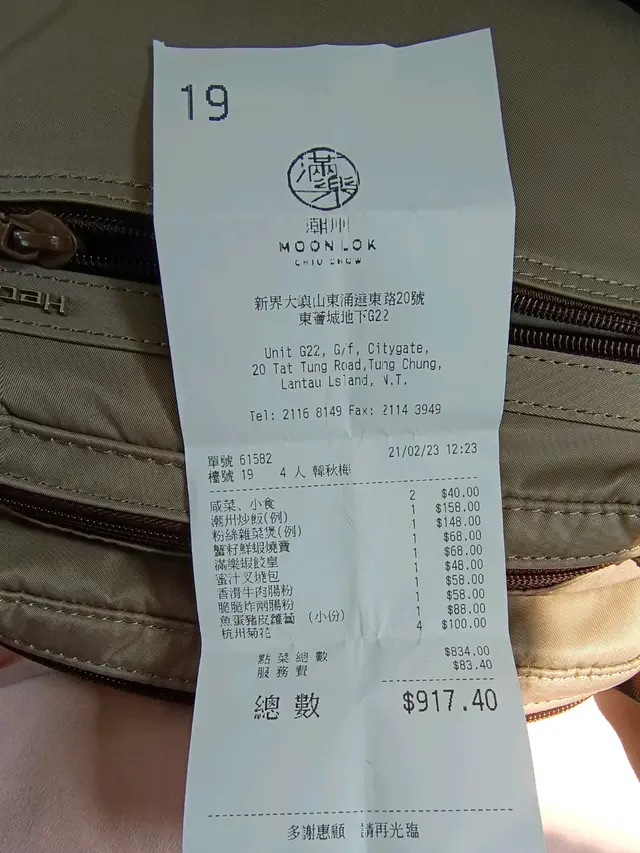 19
滿樂
潮州
MOON LOK
CHIU CHOW
新界大嶼山東涌達東路20號
東薈城地下G22
Unit G22, G/f, Citygate,
20 Tat Tung Road,Tung Chung,
Lantau Lsland, N.T.
Tel: 2116 8149 Fax: 2114 3949
單號 61582 21/02/23 12:23
檯號 19 4 人 韓秋梅
咸菜、小食 2 $40.00
潮州炒飯(例) 1 $158.00
粉絲雜菜煲(例) 1 $148.00
蟹籽鮮蝦燒賣 1 $68.00
滿樂蝦餃皇 1 $68.00
蜜汁叉燒包 1 $48.00
香滑牛肉腸粉 1 $58.00
脆脆炸兩腸粉 1 $58.00
魚蛋豬皮蘿蔔 (小份) 1 $88.00
杭州菊花 4 $100.00
點菜總數 $834.00
服務費 $83.40
總數 $917.40
多謝惠顧 請再光臨